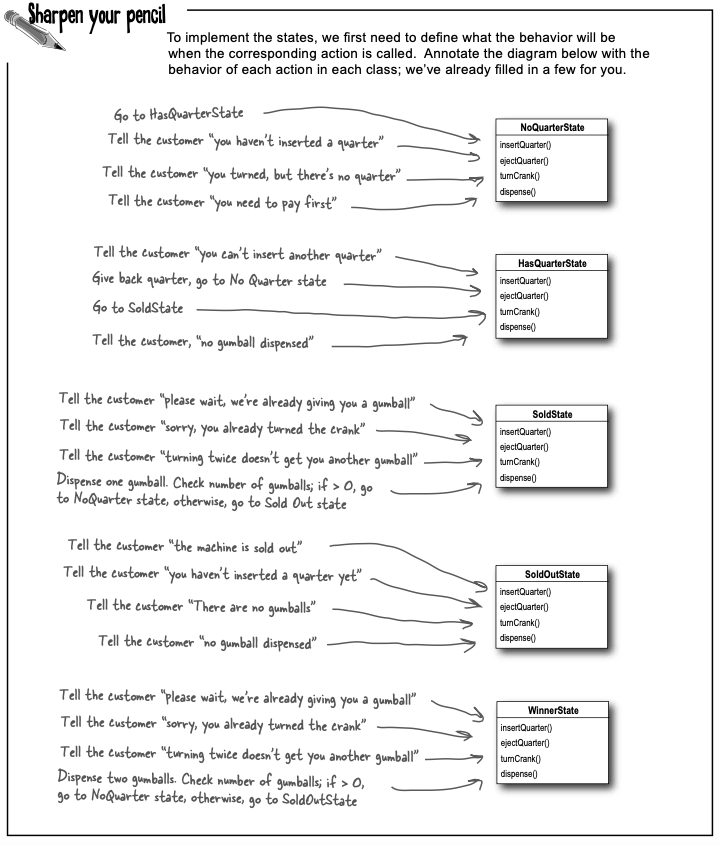 Sharpen your pencil
To implement the states, we first need to define what the behavior will be
when the corresponding action is called. Annotate the diagram below with the
behavior of each action in each class; we've already filled in a few for you.
Go to HasQuarterState
Tell the customer "you haven't inserted a quarter"
Tell the customer "you turned, but there's no quarter"
Tell the customer "you need to pay first"
NoQuarterState
insertQuarter()
ejectQuarter()
turnCrank()
dispense()
Tell the customer "you can't insert another quarter"
Give back quarter, go to No Quarter state
Go to SoldState
Tell the customer, "no gumball dispensed"
HasQuarterState
insertQuarter()
ejectQuarter()
turnCrank()
dispense()
Tell the customer "please wait, we're already giving you a gumball"
Tell the customer "sorry, you already turned the crank"
Tell the customer "turning twice doesn't get you another gumball"
Dispense one gumball. Check number of gumballs; if > 0, go
to NoQuarter state, otherwise, go to Sold Out state
SoldState
insertQuarter()
ejectQuarter()
turnCrank()
dispense()
Tell the customer "the machine is sold out"
Tell the customer "you haven't inserted a quarter yet"
Tell the customer "There are no gumballs"
Tell the customer "no gumball dispensed"
SoldOutState
insertQuarter()
ejectQuarter()
turnCrank()
dispense()
Tell the customer "please wait, we're already giving you a gumball"
Tell the customer "sorry, you already turned the crank"
Tell the customer "turning twice doesn't get you another gumball"
Dispense two gumballs. Check number of gumballs; if > 0,
go to NoQuarter state, otherwise, go to SoldOutState
WinnerState
insertQuarter()
ejectQuarter()
turnCrank()
dispense()